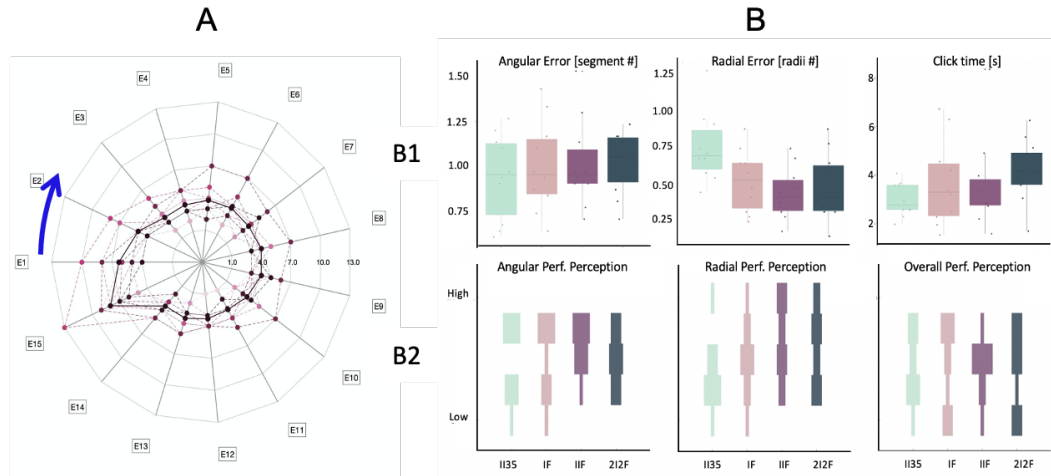 A
B
E5
E4
E6
E3
E7
E2
E8
E1
1.0 4.0 7.0 10.0 13.0
E9
E15
E10
E14
E11
E13
E12
B1
Angular Error [segment #]
1.50
1.25
1.00
0.75
Radial Error [radii #]
1.25
1.00
0.75
0.50
0.25
Click time [s]
8
6
4
2
B2
Angular Perf. Perception
Radial Perf. Perception
Overall Perf. Perception
High
Low
II35 IF IIF 2I2F
II35 IF IIF 2I2F
II35 IF IIF 2I2F